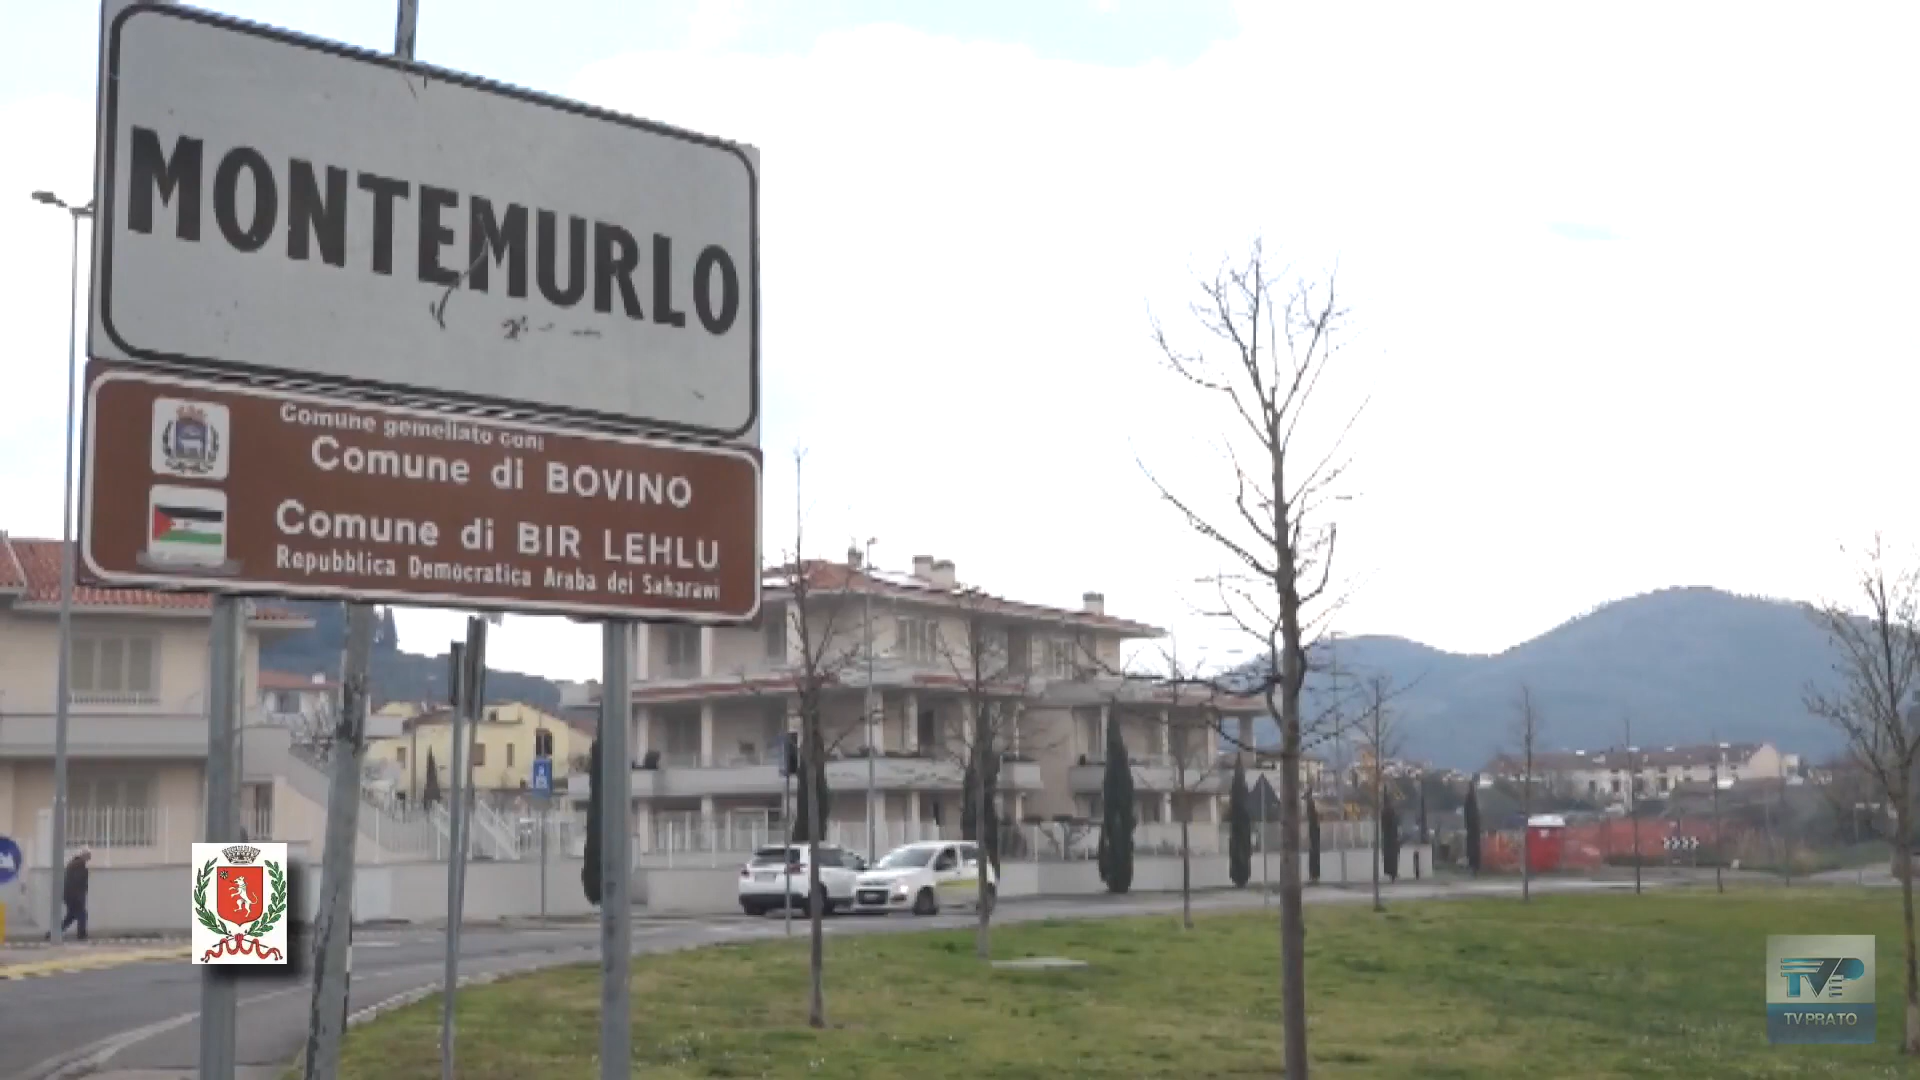 MONTEMURLO
Comune gemellato con:
Comune di BOVINO
Comune di BIR LEHLU
Repubblica Democratica Araba dei Saharawi
TV PRATO